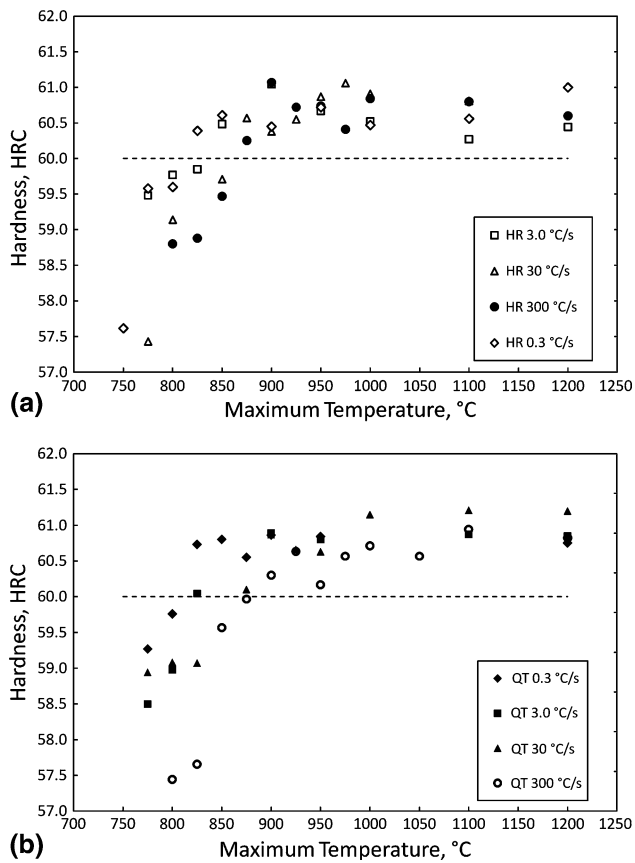 62.0
61.5
61.0
60.5
60.0
59.5
59.0
58.5
58.0
57.5
57.0
Hardness, HRC
HR 3.0 °C/s
HR 30 °C/s
HR 300 °C/s
HR 0.3 °C/s
700 750 800 850 900 950 1000 1050 1100 1150 1200 1250
(a) Maximum Temperature, °C
62.0
61.5
61.0
60.5
60.0
59.5
59.0
58.5
58.0
57.5
57.0
Hardness, HRC
QT 0.3 °C/s
QT 3.0 °C/s
QT 30 °C/s
QT 300 °C/s
700 750 800 850 900 950 1000 1050 1100 1150 1200 1250
(b) Maximum Temperature, °C